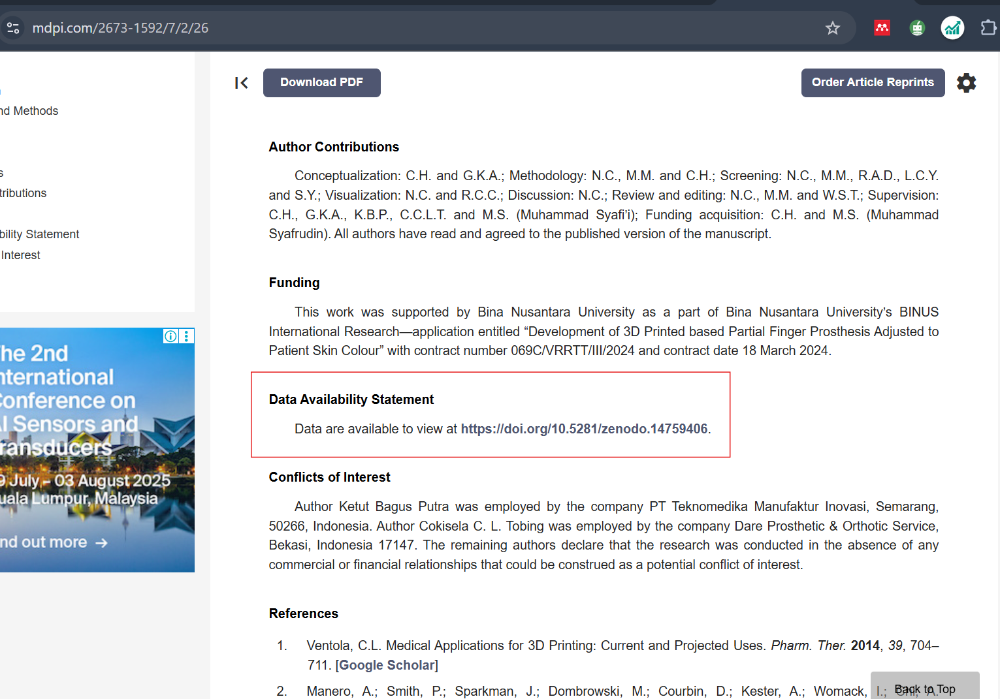 mdpi.com/2673-1592/7/2/26
Download PDF
Order Article Reprints
nd Methods
s
tributions
bility Statement
Interest
he 2nd
nternational
Conference on
I Sensors and
ransducers
9 July – 03 August 2025
uala Lumpur, Malaysia
nd out more →
Author Contributions
Conceptualization: C.H. and G.K.A.; Methodology: N.C., M.M. and C.H.; Screening: N.C., M.M., R.A.D., L.C.Y.
and S.Y.; Visualization: N.C. and R.C.C.; Discussion: N.C.; Review and editing: N.C., M.M. and W.S.T.; Supervision:
C.H., G.K.A., K.B.P., C.C.L.T. and M.S. (Muhammad Syafi’i); Funding acquisition: C.H. and M.S. (Muhammad
Syafrudin). All authors have read and agreed to the published version of the manuscript.
Funding
This work was supported by Bina Nusantara University as a part of Bina Nusantara University’s BINUS
International Research—application entitled “Development of 3D Printed based Partial Finger Prosthesis Adjusted to
Patient Skin Colour” with contract number 069C/VRRTT/III/2024 and contract date 18 March 2024.
Data Availability Statement
Data are available to view at https://doi.org/10.5281/zenodo.14759406.
Conflicts of Interest
Author Ketut Bagus Putra was employed by the company PT Teknomedika Manufaktur Inovasi, Semarang,
50266, Indonesia. Author Cokisela C. L. Tobing was employed by the company Dare Prosthetic & Orthotic Service,
Bekasi, Indonesia 17147. The remaining authors declare that the research was conducted in the absence of any
commercial or financial relationships that could be construed as a potential conflict of interest.
References
1. Ventola, C.L. Medical Applications for 3D Printing: Current and Projected Uses. Pharm. Ther. 2014, 39, 704–
711. [Google Scholar]
2. Manero, A.; Smith, P.; Sparkman, J.; Dombrowski, M.; Courbin, D.; Kester, A.; Womack, I.; Chi, A.
Back to Top